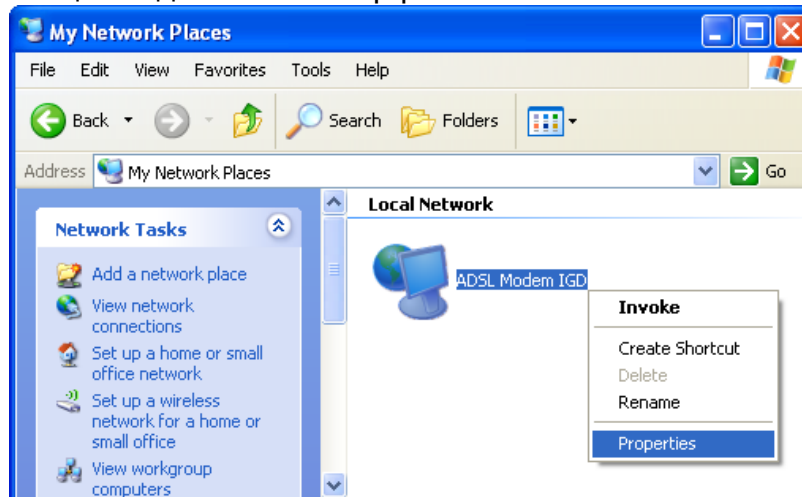 My Network Places
File Edit View Favorites Tools Help
Back Search Folders
Address My Network Places Go
Network Tasks
Add a network place
View network
connections
Set up a home or small
office network
Set up a wireless
network for a home or
small office
View workgroup
computers
Local Network
ADSL Modem IGD
Invoke
Create Shortcut
Delete
Rename
Properties